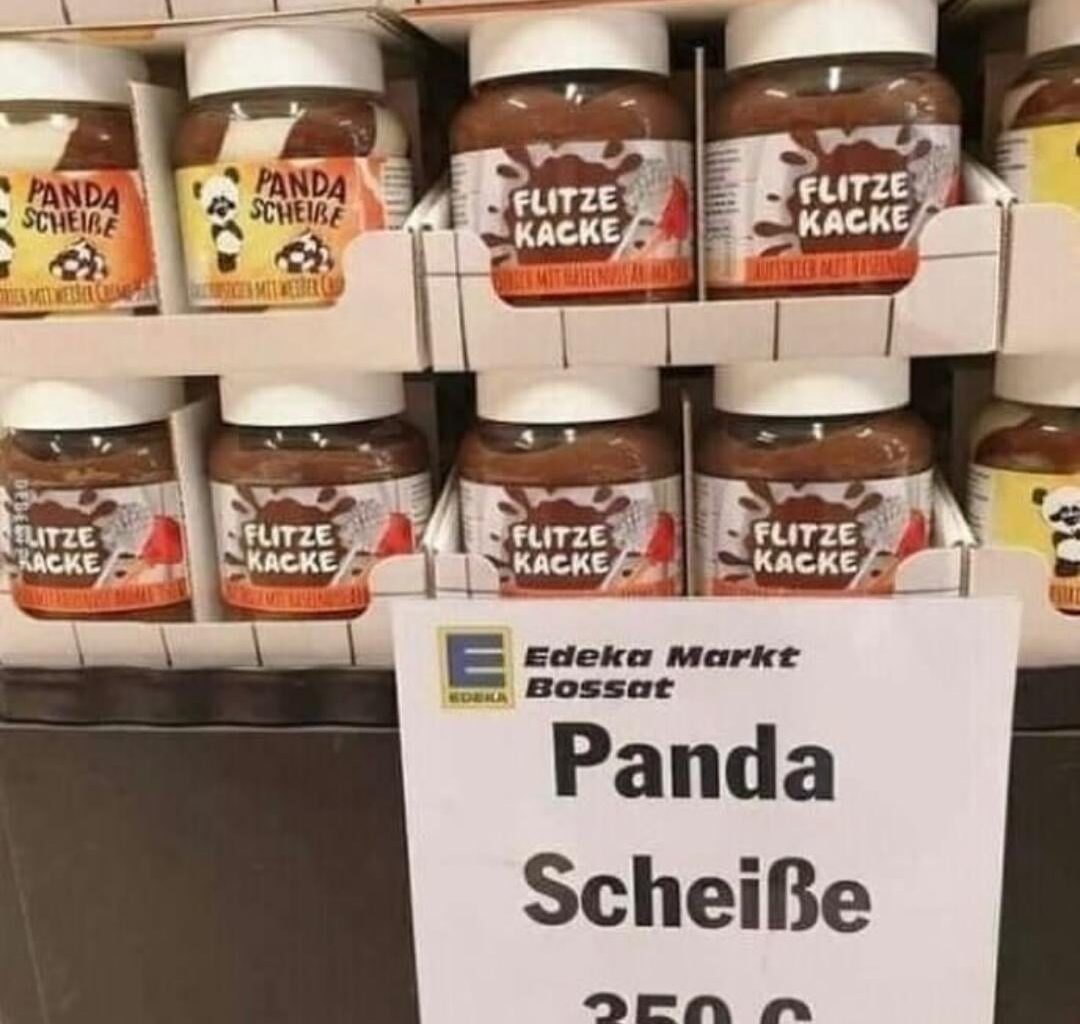 PANDA
SCHEIßE
PANDA
SCHEIßE
FLITZE
KACKE
FLITZE
KACKE
FLITZE
KACKE
FLITZE
KACKE
FLITZE
KACKE
FLITZE
KACKE
EDEKA
Edeka Markt
Bossat
Panda
Scheiße
350 G